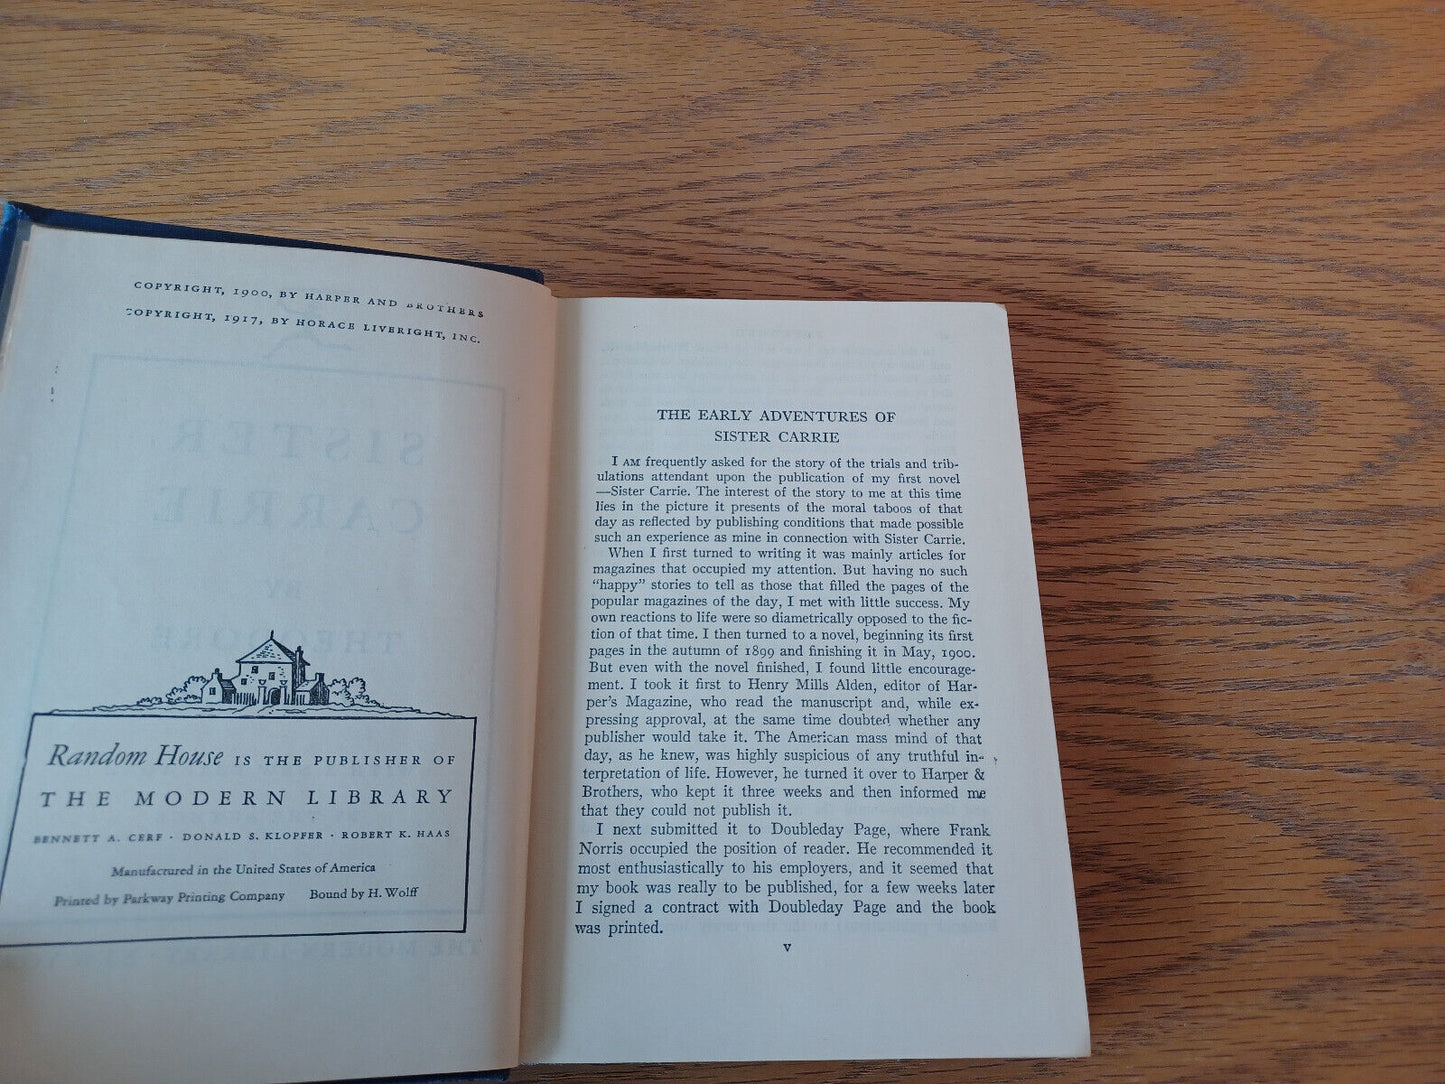 COPYRIGHT, 1900, BY HARPER AND BROTHERS
COPYRIGHT, 1917, BY HORACE LIVERIGHT, INC.
Random House IS THE PUBLISHER OF
THE MODERN LIBRARY
BENNETT A. CERF · DONALD S. KLOPFER · ROBERT K. HAAS
Manufactured in the United States of America
Printed by Parkway Printing Company Bound by H. Wolff
THE EARLY ADVENTURES OF
SISTER CARRIE
I AM frequently asked for the story of the trials and trib-
ulations attendant upon the publication of my first novel
—Sister Carrie. The interest of the story to me at this time
lies in the picture it presents of the moral taboos of that
day as reflected by publishing conditions that made possible
such an experience as mine in connection with Sister Carrie.
When I first turned to writing it was mainly articles for
magazines that occupied my attention. But having no such
"happy" stories to tell as those that filled the pages of the
popular magazines of the day, I met with little success. My
own reactions to life were so diametrically opposed to the fic-
tion of that time. I then turned to a novel, beginning its first
pages in the autumn of 1899 and finishing it in May, 1900.
But even with the novel finished, I found little encourage-
ment. I took it first to Henry Mills Alden, editor of Har-
per's Magazine, who read the manuscript and, while ex-
pressing approval, at the same time doubted whether any
publisher would take it. The American mass mind of that
day, as he knew, was highly suspicious of any truthful in-
terpretation of life. However, he turned it over to Harper &
Brothers, who kept it three weeks and then informed me
that they could not publish it.
I next submitted it to Doubleday Page, where Frank
Norris occupied the position of reader. He recommended it
most enthusiastically to his employers, and it seemed that
my book was really to be published, for a few weeks later
I signed a contract with Doubleday Page and the book
was printed.
v